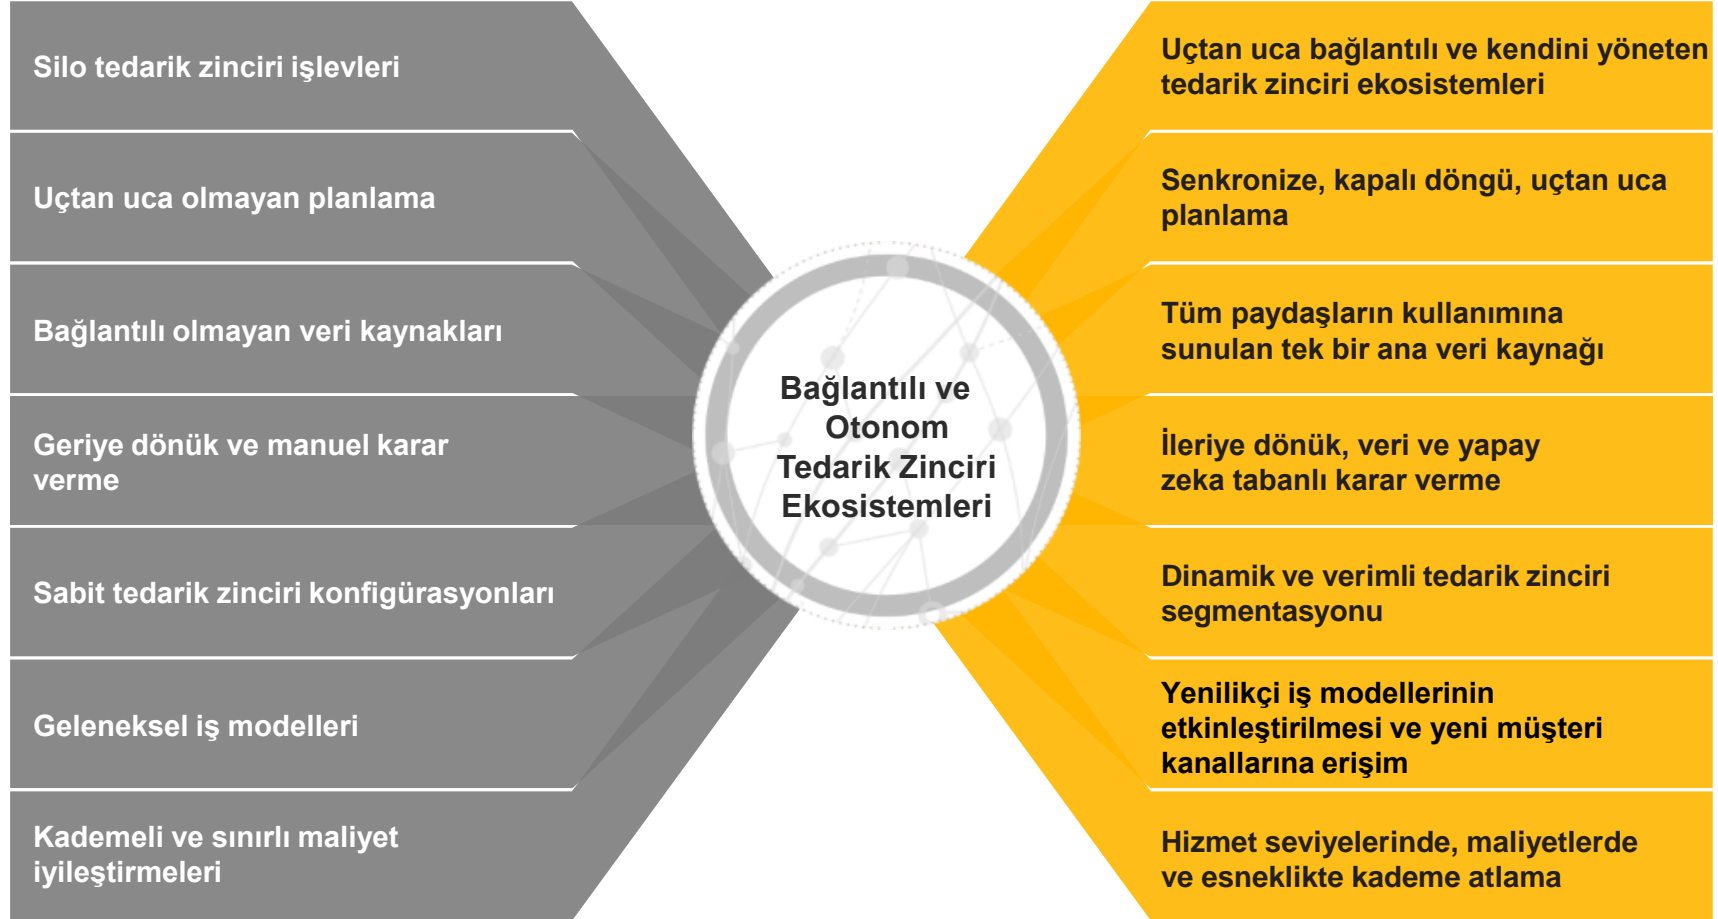 Silo tedarik zinciri işlevleri
Uçtan uca olmayan planlama
Bağlantılı olmayan veri kaynakları
Geriye dönük ve manuel karar
verme
Sabit tedarik zinciri konfigürasyonları
Geleneksel iş modelleri
Kademeli ve sınırlı maliyet
iyileştirmeleri
Bağlantılı ve
Otonom
Tedarik Zinciri
Ekosistemleri
Uçtan uca bağlantılı ve kendini yöneten
tedarik zinciri ekosistemleri
Senkronize, kapalı döngü, uçtan uca
planlama
Tüm paydaşların kullanımına
sunulan tek bir ana veri kaynağı
İleriye dönük, veri ve yapay
zeka tabanlı karar verme
Dinamik ve verimli tedarik zinciri
segmentasyonu
Yenilikçi iş modellerinin
etkinleştirilmesi ve yeni müşteri
kanallarına erişim
Hizmet seviyelerinde, maliyetlerde
ve esneklikte kademe atlama